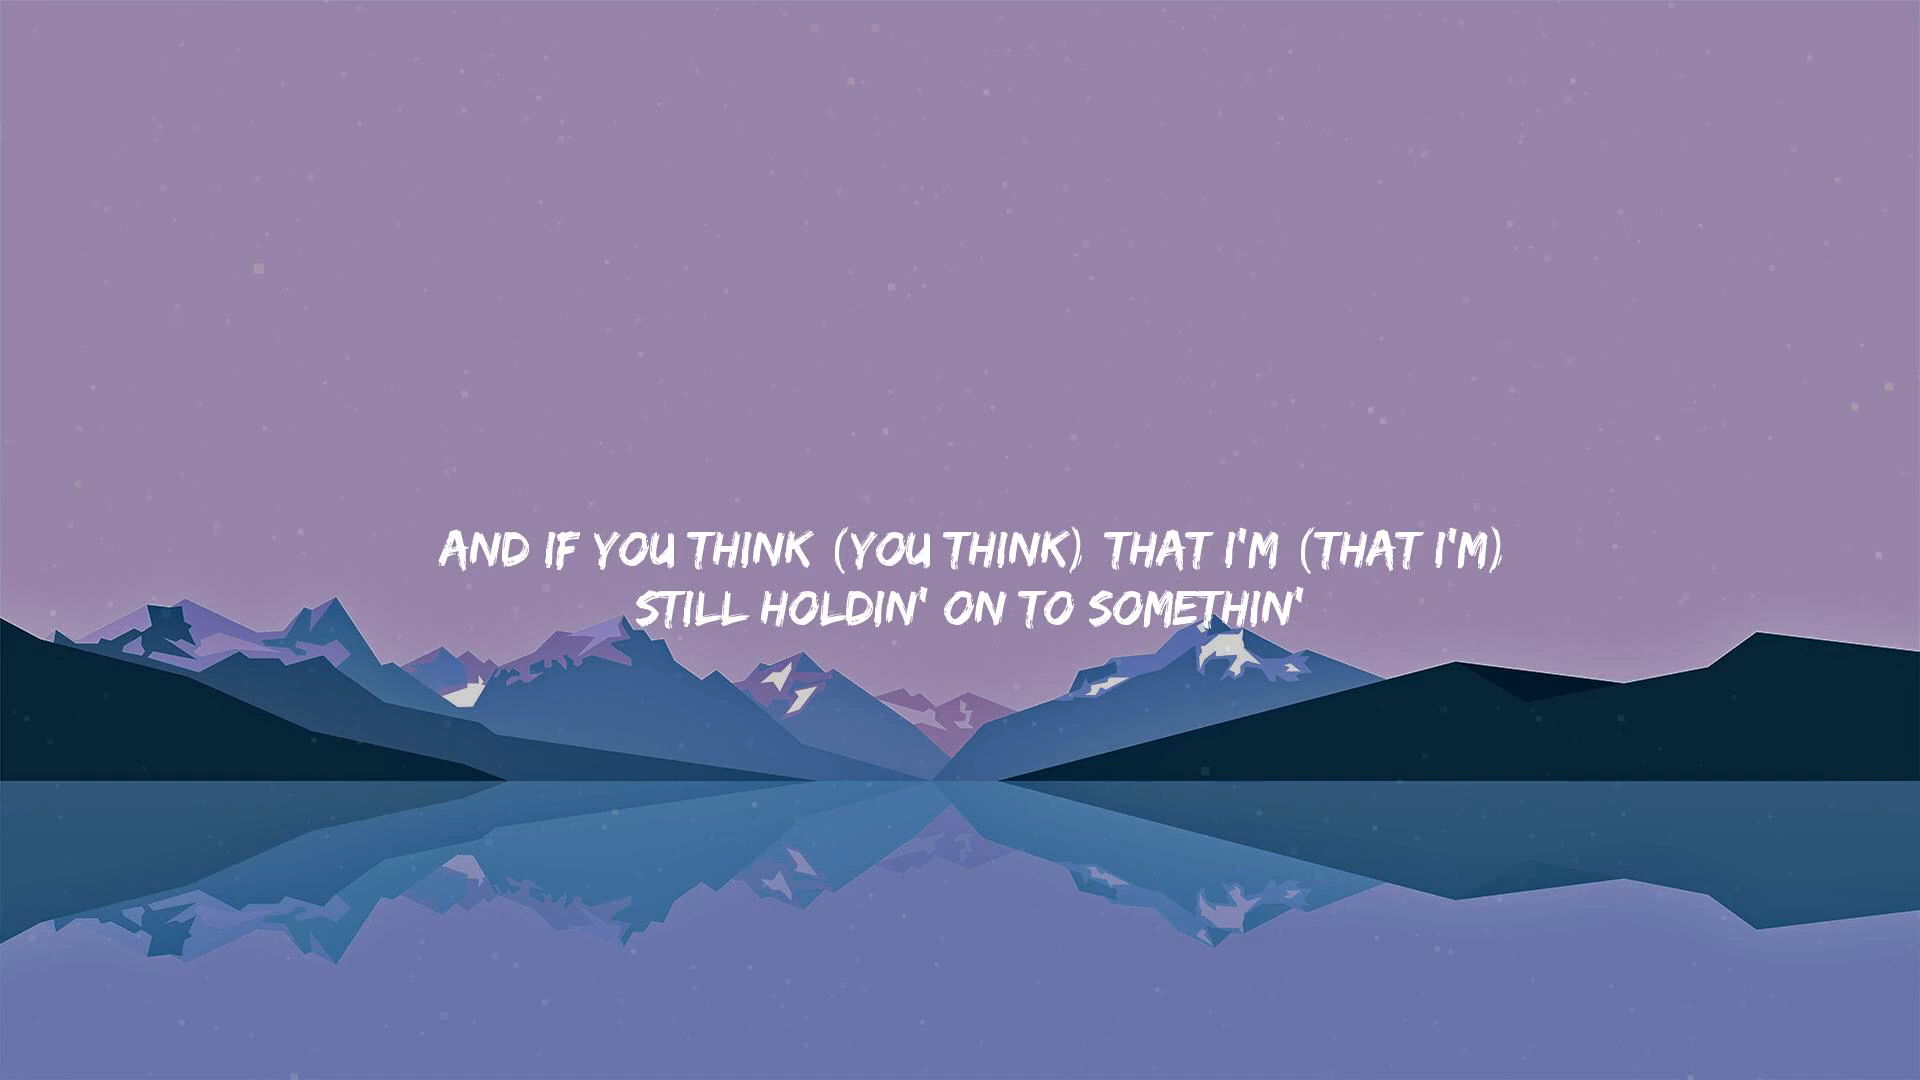 AND IF YOU THINK (YOU THINK) THAT I'M (THAT I'M)
STILL HOLDIN' ON TO SOMETHIN'